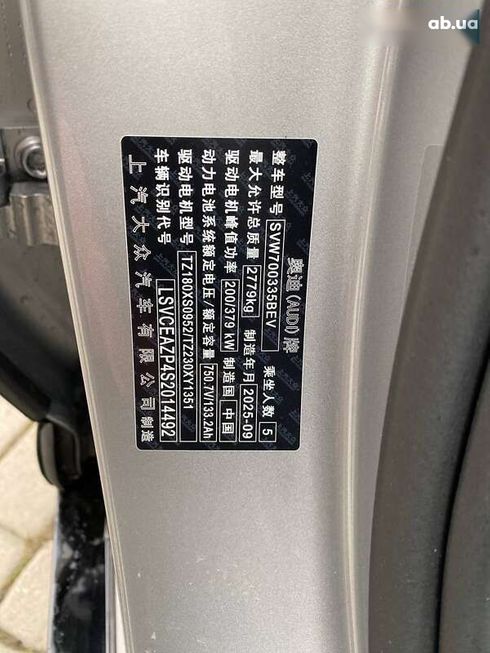 ab.ua
奥迪(AUDI)牌
整车型号 SVW700335BEV 乘坐人数 5
最大允许总质量 2779kg 制造年月 2025-09
驱动电机峰值功率 200/379 kW 制造国 中国
动力电池系统额定电压/额定容量 750.7V/133.2Ah
驱动电机型号 TZ180XS0952/TZ230XY1351
车辆识别代号 LSVCEAZP4S2014492
上汽大众汽车有限公司制造